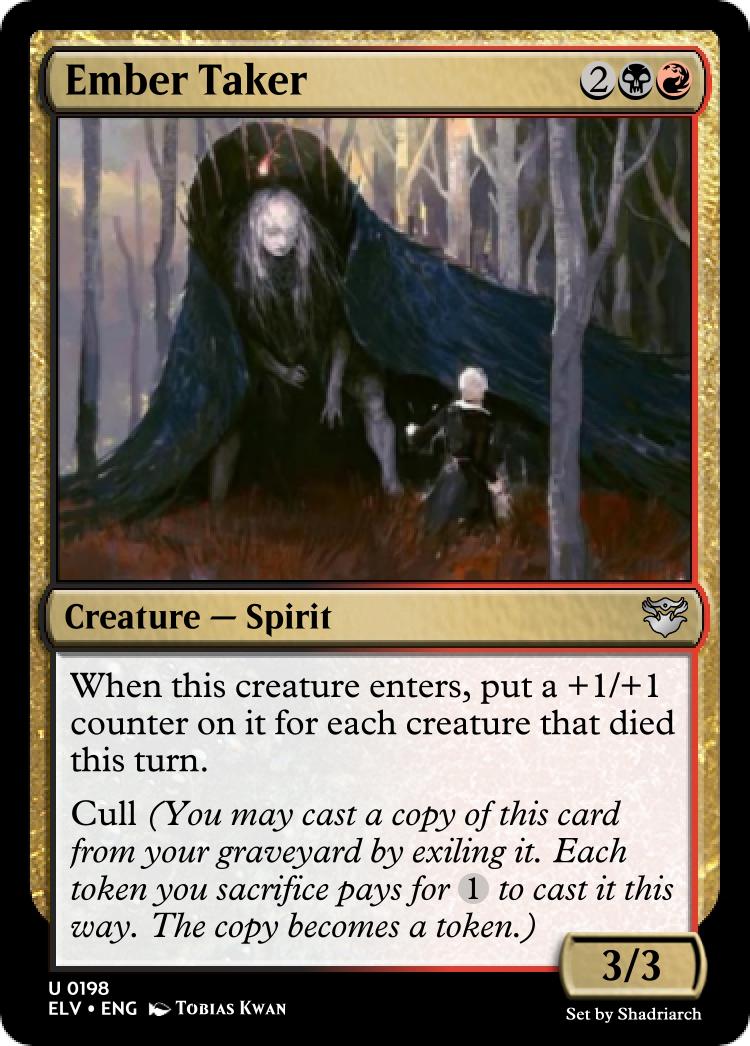 Ember Taker 2
When this creature enters, put a +1/+1
counter on it for each creature that died
this turn.
Creature — Spirit
Cull (You may cast a copy of this card
from your graveyard by exiling it. Each
token you sacrifice pays for 1 to cast it this
way. The copy becomes a token.)
3/3
U 0198
ELV • ENG Tobias Kwan
Set by Shadriarch